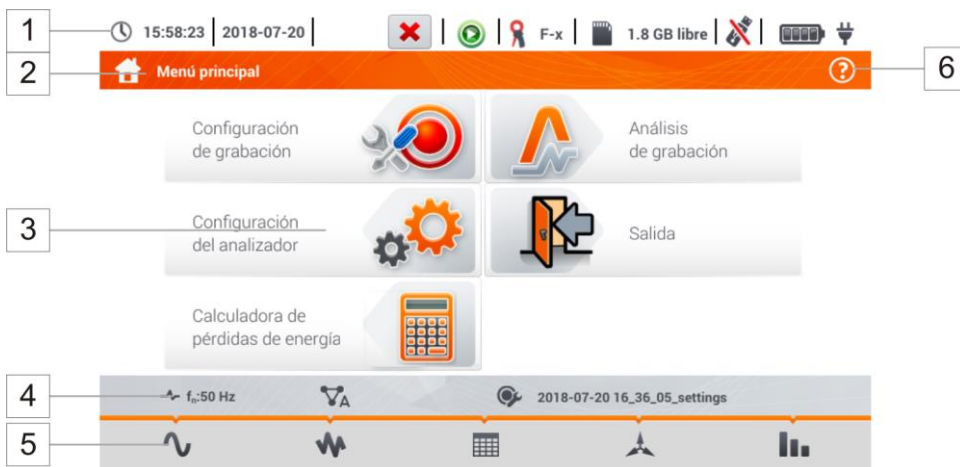 1
15:58:23 2018-07-20 F-x 1.8 GB libre
2
Menú principal
?
6
Configuración
de grabación
Análisis
de grabación
3
Configuración
del analizador
Salida
Calculadora de
pérdidas de energía
4
fn:50 Hz A 2018-07-20 16_36_05_settings
5